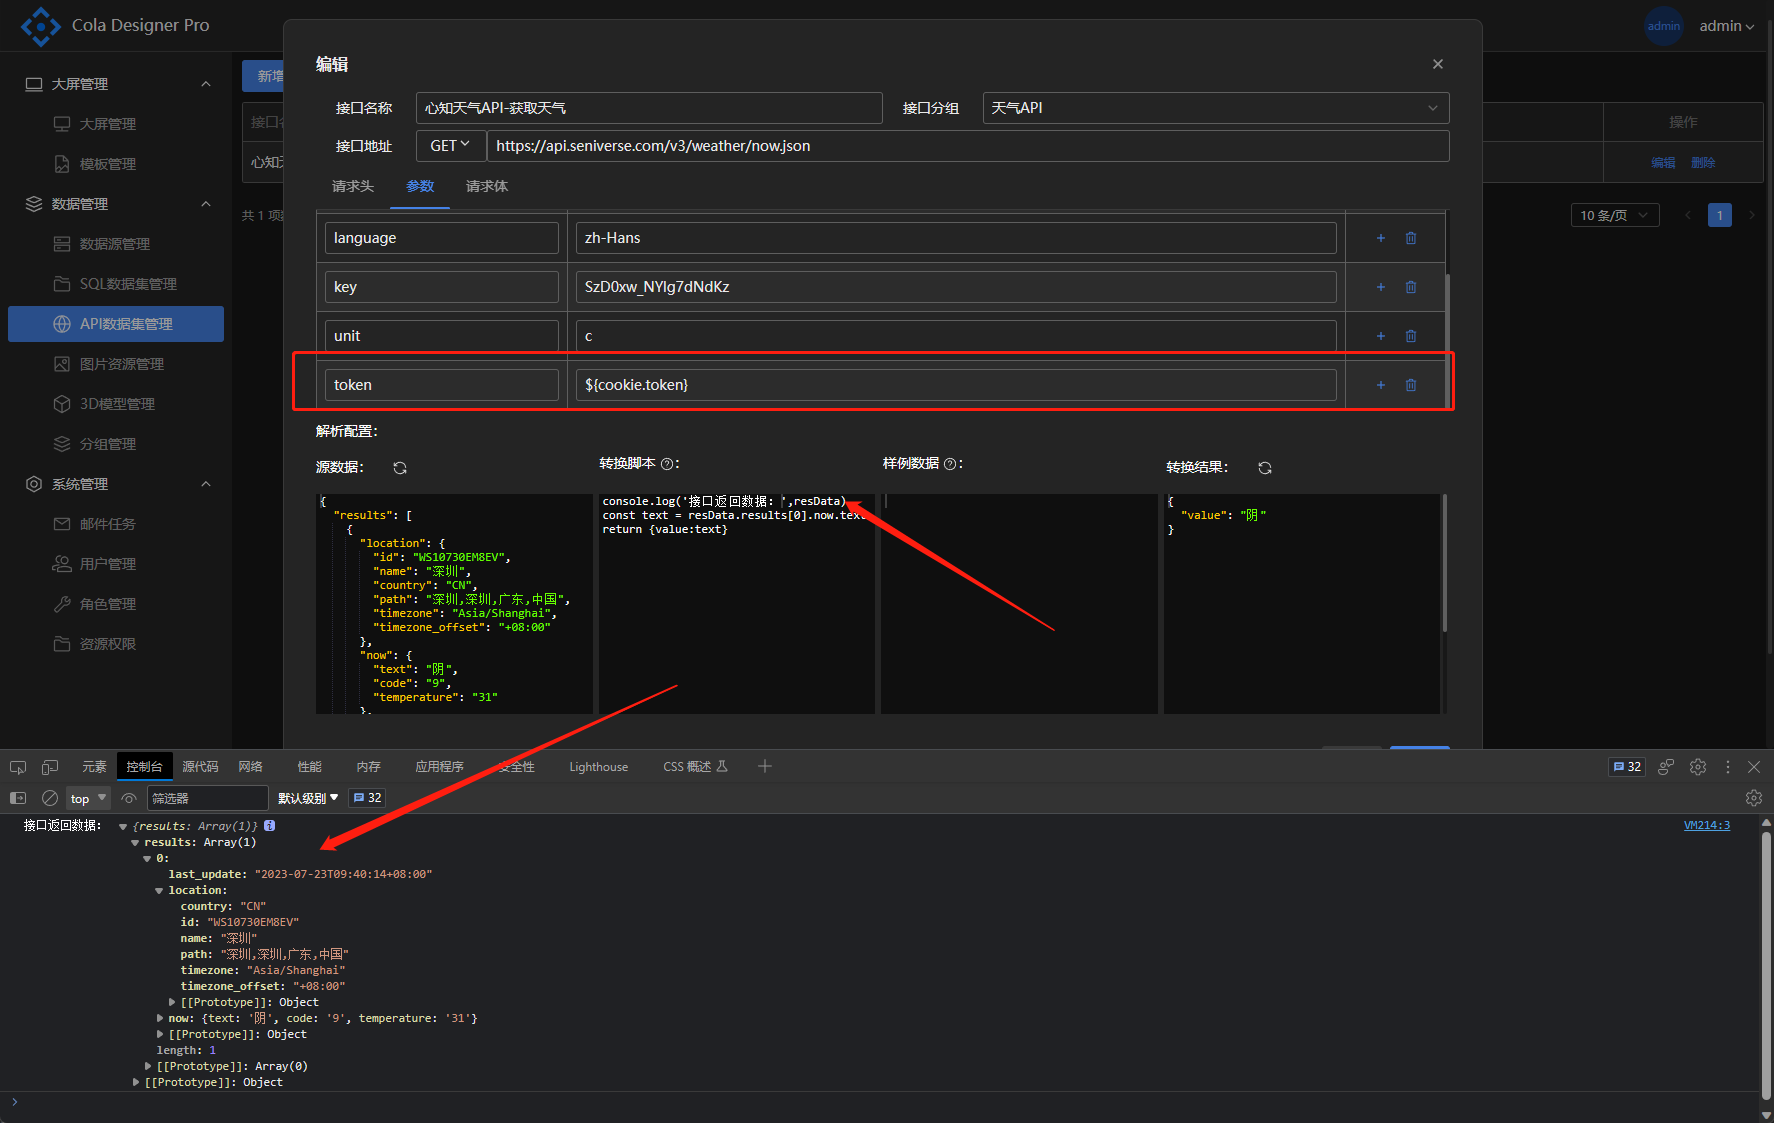 Cola Designer Pro
admin
admin
大屏管理
大屏管理
模板管理
数据管理
数据源管理
SQL数据集管理
API数据集管理
图片资源管理
3D模型管理
分组管理
系统管理
邮件任务
用户管理
角色管理
资源权限
新增
接口名
心知天
共 1 项
操作
编辑 删除
10 条/页
1
编辑
接口名称 心知天气API-获取天气 接口分组 天气API
接口地址 GET https://api.seniverse.com/v3/weather/now.json
请求头 参数 请求体
language zh-Hans
key SzD0xw_NYlg7dNdKz
unit c
token ${cookie.token}
解析配置:
源数据: 转换脚本 : 样例数据 : 转换结果:
{
"results": [
{
"location": {
"id": "WS10730EM8EV",
"name": "深圳",
"country": "CN",
"path": "深圳,深圳,广东,中国",
"timezone": "Asia/Shanghai",
"timezone_offset": "+08:00"
},
"now": {
"text": "阴",
"code": "9",
"temperature": "31"
},
console.log('接口返回数据: ',resData)
const text = resData.results[0].now.text
return {value:text}
{
"value": "阴"
}
元素 控制台 源代码 网络 性能 内存 应用程序 安全性 Lighthouse CSS 概述 32
top 筛选器 默认级别 32
接口返回数据: {results: Array(1)} VM214:3
results: Array(1)
0:
last_update: "2023-07-23T09:40:14+08:00"
location:
country: "CN"
id: "WS10730EM8EV"
name: "深圳"
path: "深圳,深圳,广东,中国"
timezone: "Asia/Shanghai"
timezone_offset: "+08:00"
[[Prototype]]: Object
now: {text: '阴', code: '9', temperature: '31'}
[[Prototype]]: Object
length: 1
[[Prototype]]: Array(0)
[[Prototype]]: Object